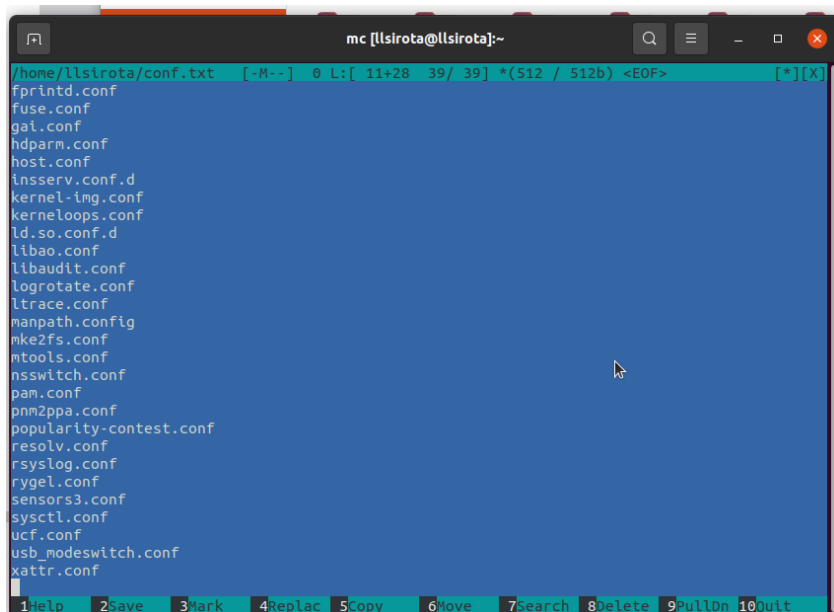 mc [llsirota@llsirota]:~
/home/llsirota/conf.txt [-M--] 0 L:[ 11+28 39/ 39] *(512 / 512b) <EOF> [*][X]
fprintd.conf
fuse.conf
gai.conf
hdparm.conf
host.conf
insserv.conf.d
kernel-img.conf
kerneloops.conf
ld.so.conf.d
libao.conf
libaudit.conf
logrotate.conf
ltrace.conf
manpath.config
mke2fs.conf
mtools.conf
nsswitch.conf
pam.conf
pnm2ppa.conf
popularity-contest.conf
resolv.conf
rsyslog.conf
rygel.conf
sensors3.conf
sysctl.conf
ucf.conf
usb_modeswitch.conf
xattr.conf
1Help 2Save 3Mark 4Replac 5Copy 6Move 7Search 8Delete 9PullDn 10Quit